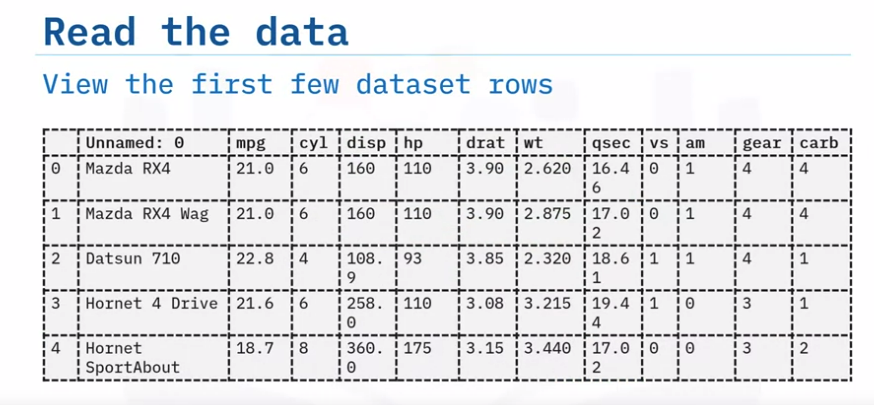 Read the data
View the first few dataset rows
Unnamed: 0 mpg cyl disp hp drat wt qsec vs am gear carb
0 Mazda RX4 21.0 6 160 110 3.90 2.620 16.4 0 1 4 4
6
1 Mazda RX4 Wag 21.0 6 160 110 3.90 2.875 17.0 0 1 4 4
2
2 Datsun 710 22.8 4 108. 93 3.85 2.320 18.6 1 1 4 1
9 1
3 Hornet 4 Drive 21.6 6 258. 110 3.08 3.215 19.4 1 0 3 1
0 4
4 Hornet 18.7 8 360. 175 3.15 3.440 17.0 0 0 3 2
SportAbout 0 2